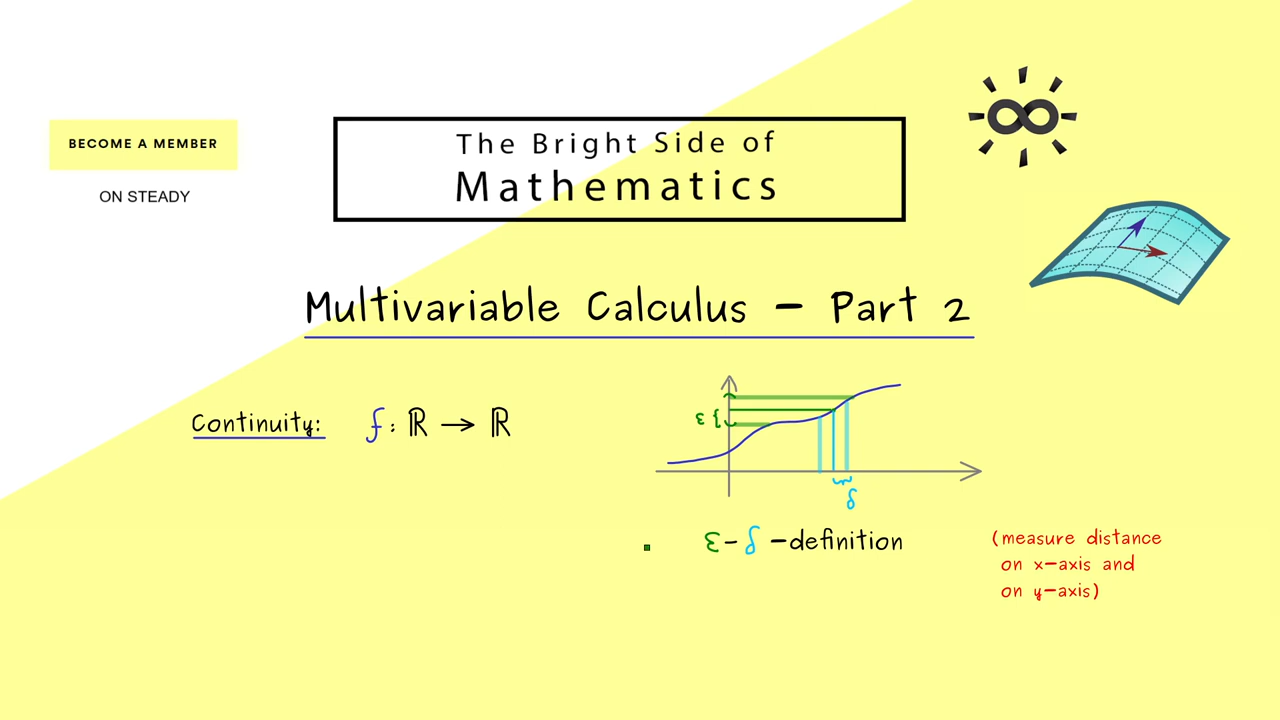 BECOME A MEMBER
ON STEADY
The Bright Side of
Mathematics
Multivariable Calculus - Part 2
Continuity: f: ℝ → ℝ
ε {
δ
ε-δ-definition
(measure distance
on x-axis and
on y-axis)